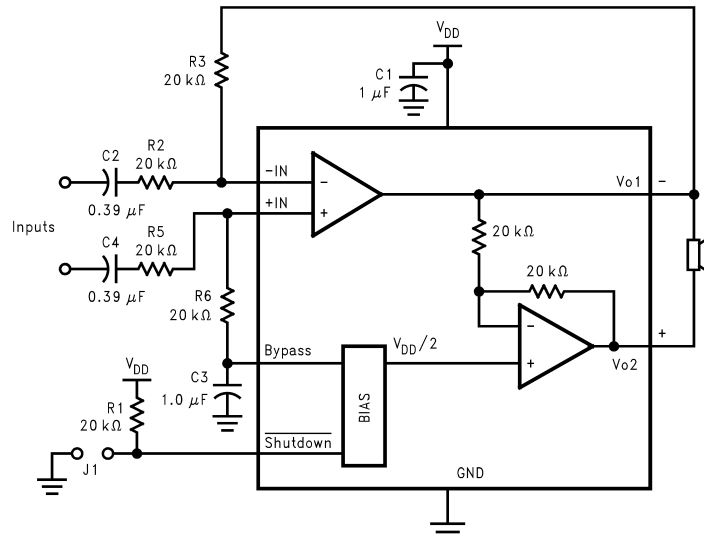 V_DD
R3
20 kΩ
C1
1 µF
C2
R2
20 kΩ
0.39 µF
-IN
+IN
−
+
Vo1
−
Inputs
C4
R5
20 kΩ
0.39 µF
20 kΩ
20 kΩ
R6
20 kΩ
−
+
+
Vo2
Bypass
V_DD/2
V_DD
C3
1.0 µF
R1
20 kΩ
BIAS
Shutdown
J1
GND